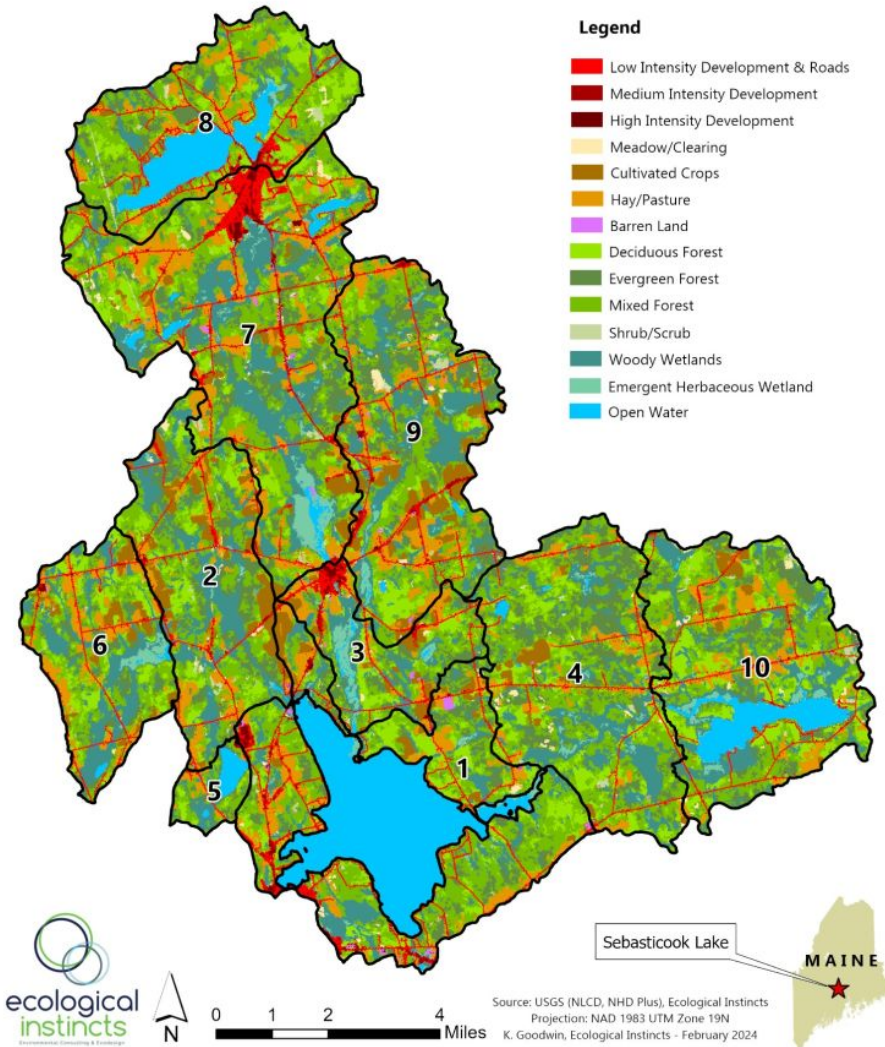 Legend
Low Intensity Development & Roads
Medium Intensity Development
High Intensity Development
Meadow/Clearing
Cultivated Crops
Hay/Pasture
Barren Land
Deciduous Forest
Evergreen Forest
Mixed Forest
Shrub/Scrub
Woody Wetlands
Emergent Herbaceous Wetland
Open Water
8
7
9
2
6
3
4
10
1
5
Sebasticook Lake
MAINE
ecological
instincts
Environmental Consulting & Ecodesign
N
0 1 2 4
Miles
Source: USGS (NLCD, NHD Plus), Ecological Instincts
Projection: NAD 1983 UTM Zone 19N
K. Goodwin, Ecological Instincts - February 2024